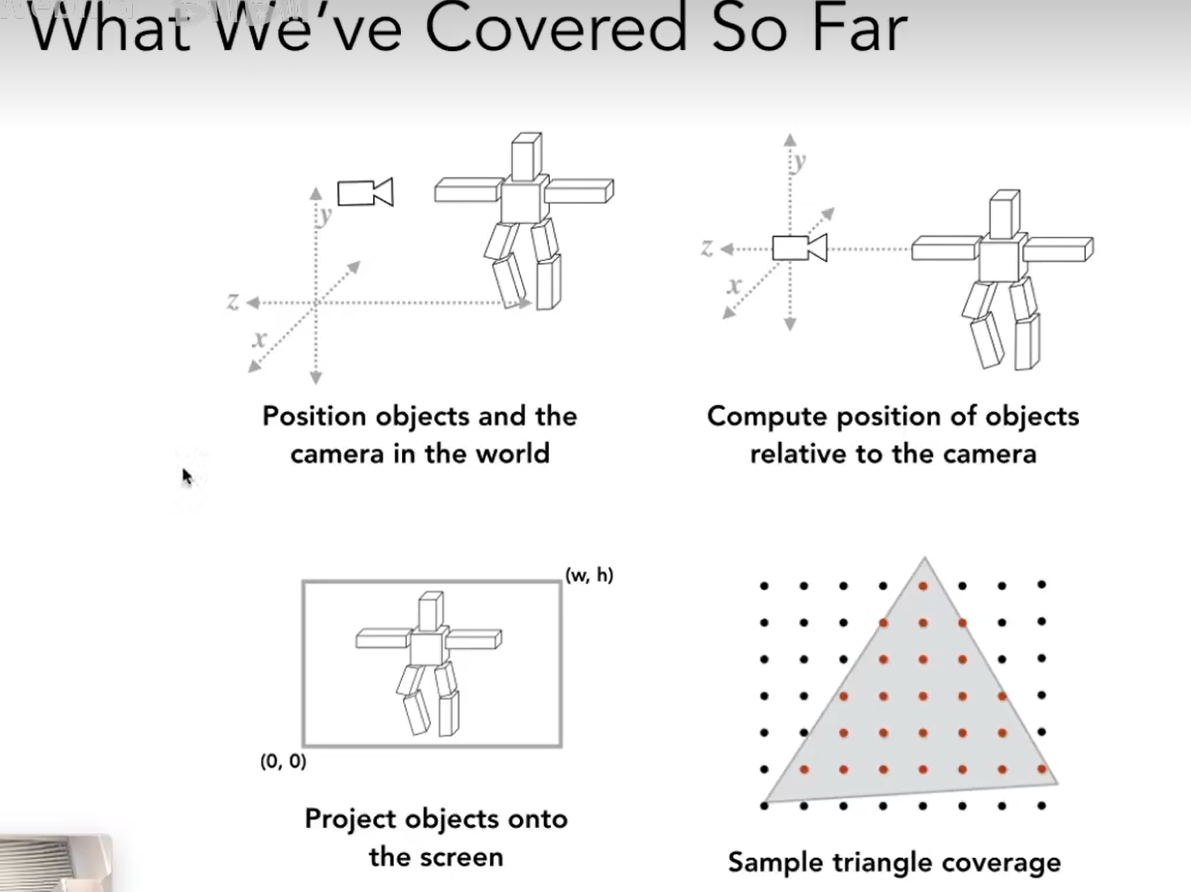 What We've Covered So Far
y
z
x
Position objects and the
camera in the world
y
z
x
Compute position of objects
relative to the camera
(w, h)
(0, 0)
Project objects onto
the screen
Sample triangle coverage